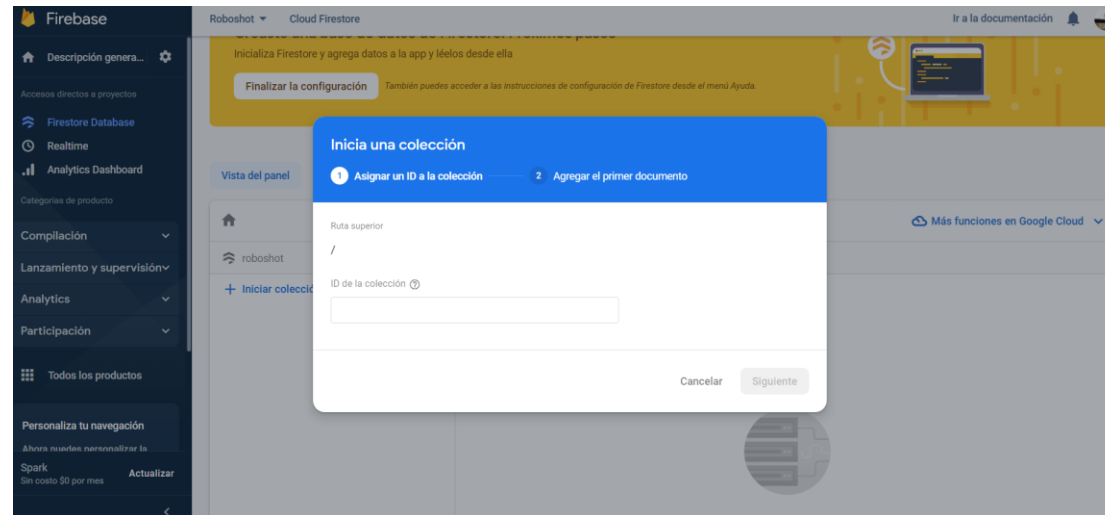 Firebase
Roboshot
Cloud Firestore
Ir a la documentación
Descripción genera...
Inicializa Firestore y agrega datos a la app y léelos desde ella
Accesos directos a proyectos
Finalizar la configuración
También puedes acceder a las instrucciones de configuración de Firestore desde el menú Ayuda.
Firestore Database
Realtime
Analytics Dashboard
Categorías de producto
Compilación
Lanzamiento y supervisión
Analytics
Participación
Todos los productos
Personaliza tu navegación
Ahora puedes personalizar la
Spark
Sin costo $0 por mes
Actualizar
Vista del panel
Inicia una colección
1 Asignar un ID a la colección
2 Agregar el primer documento
Ruta superior
/
ID de la colección
Cancelar
Siguiente
Más funciones en Google Cloud
roboshot
+ Iniciar colecció